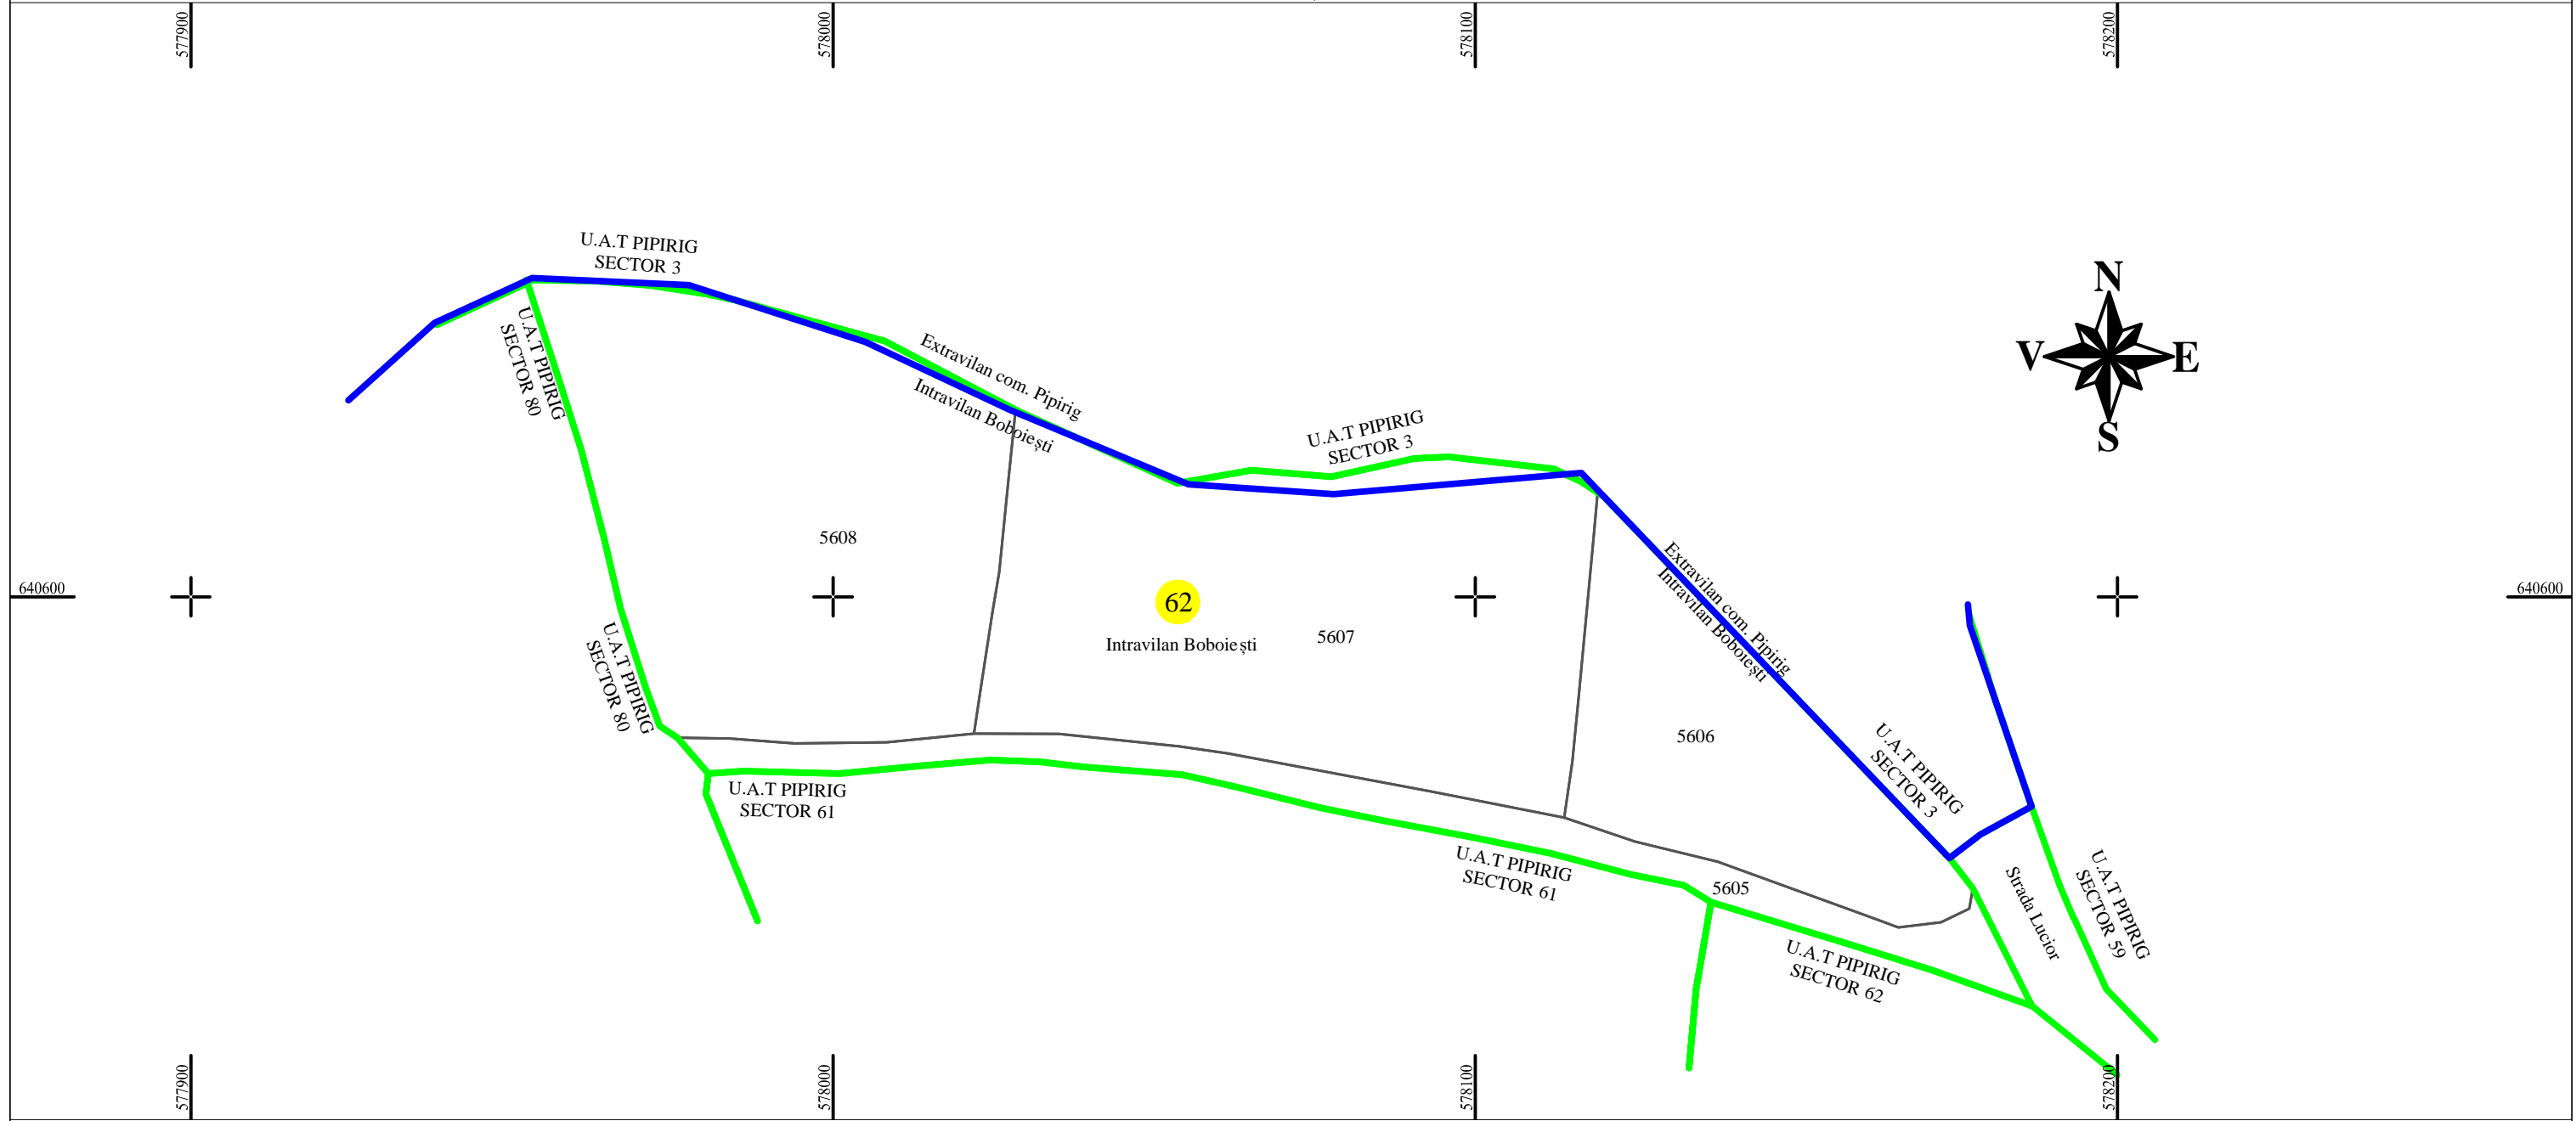 577900
578000
578100
578200
U.A.T PIPIRIG
SECTOR 3
N
V
E
S
U.A.T PIPIRIG
SECTOR 80
Extravilan com. Pipirig
Intravilan Boboiești
U.A.T PIPIRIG
SECTOR 3
5608
640600
640600
62
Intravilan Boboiești
5607
Extravilan com. Pipirig
Intravilan Boboiești
U.A.T PIPIRIG
SECTOR 80
5606
U.A.T PIPIRIG
SECTOR 3
U.A.T PIPIRIG
SECTOR 61
U.A.T PIPIRIG
SECTOR 61
5605
Strada Lucior
U.A.T PIPIRIG
SECTOR 59
U.A.T PIPIRIG
SECTOR 62
577900
578000
578100
578200